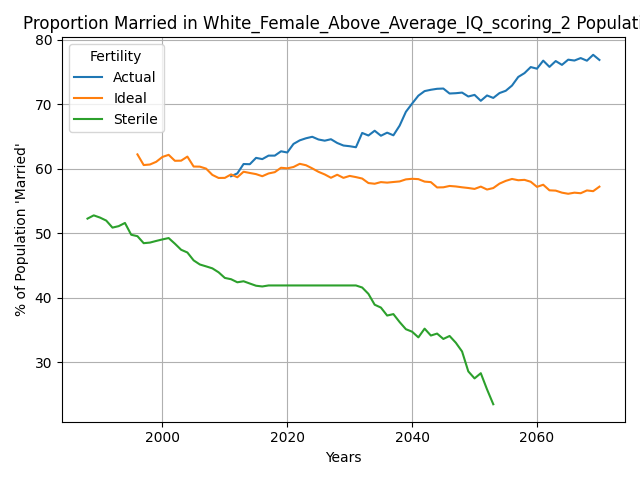 Proportion Married in White_Female_Above_Average_IQ_scoring_2 Populati
% of Population 'Married'
80
70
60
50
40
30
Fertility
Actual
Ideal
Sterile
2000
2020
2040
2060
Years